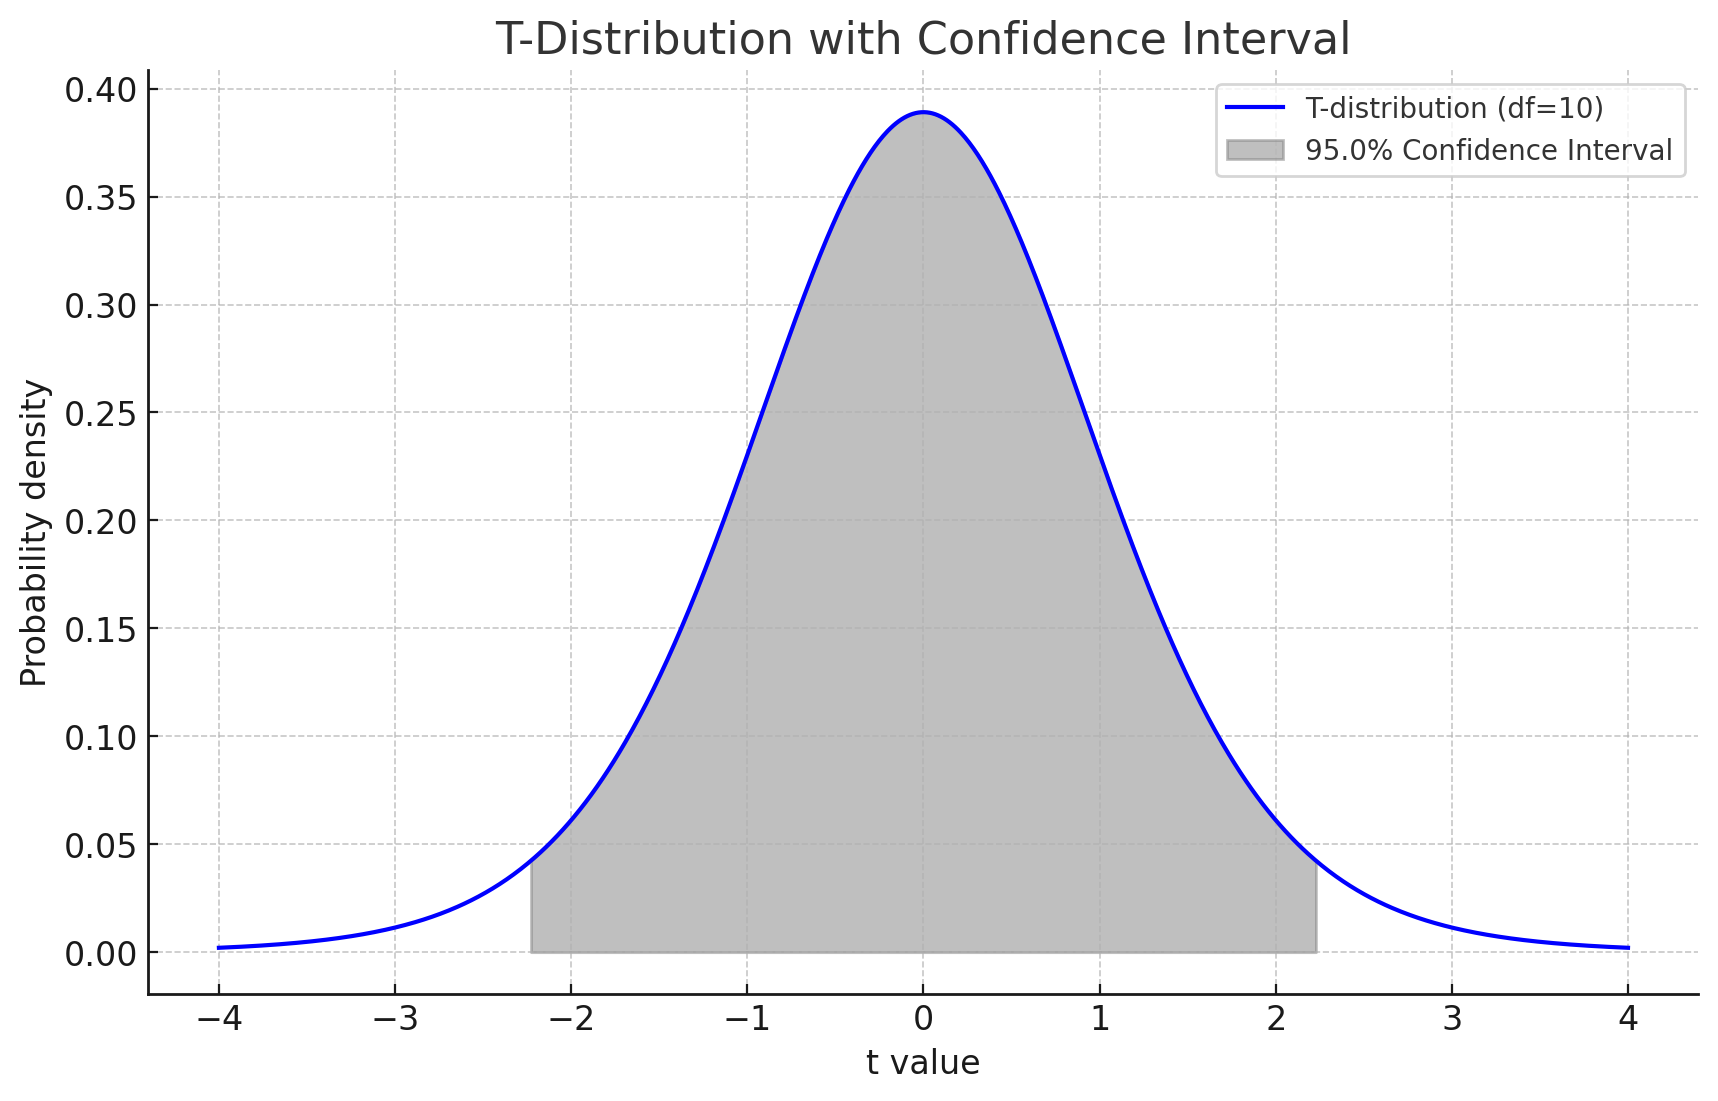 T-Distribution with Confidence Interval
T-distribution (df=10)
95.0% Confidence Interval
Probability density
0.40
0.35
0.30
0.25
0.20
0.15
0.10
0.05
0.00
−4 −3 −2 −1 0 1 2 3 4
t value